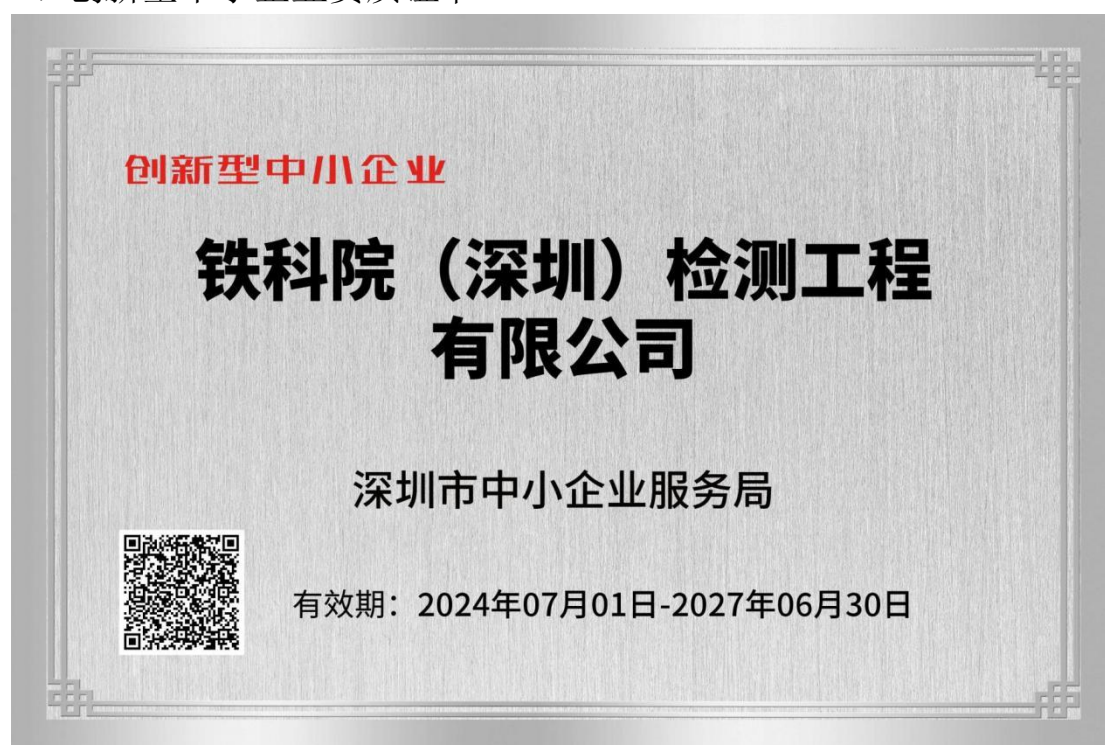 创新型中小企业
铁科院（深圳）检测工程
有限公司
深圳市中小企业服务局
有效期：2024年07月01日-2027年06月30日